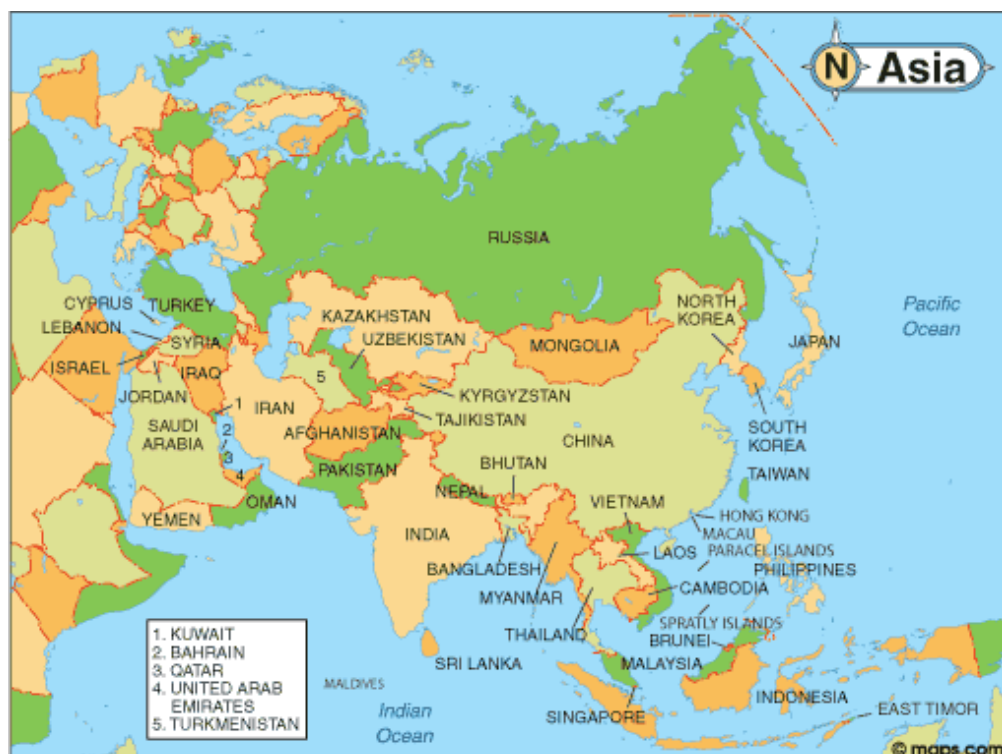 N Asia
RUSSIA
CYPRUS
TURKEY
LEBANON
SYRIA
ISRAEL
IRAQ
JORDAN
SAUDI
ARABIA
1
2
3
4
IRAN
KAZAKHSTAN
UZBEKISTAN
5
KYRGYZSTAN
TAJIKISTAN
AFGHANISTAN
PAKISTAN
OMAN
YEMEN
MONGOLIA
NORTH
KOREA
JAPAN
Pacific
Ocean
SOUTH
KOREA
CHINA
BHUTAN
NEPAL
INDIA
BANGLADESH
MYANMAR
VIETNAM
TAIWAN
HONG KONG
MACAU
PARACEL ISLANDS
LAOS
PHILIPPINES
CAMBODIA
THAILAND
SPRATLY ISLANDS
BRUNEI
SRI LANKA
MALAYSIA
MALDIVES
SINGAPORE
INDONESIA
EAST TIMOR
Indian
Ocean
1. KUWAIT
2. BAHRAIN
3. QATAR
4. UNITED ARAB
EMIRATES
5. TURKMENISTAN
© maps.com